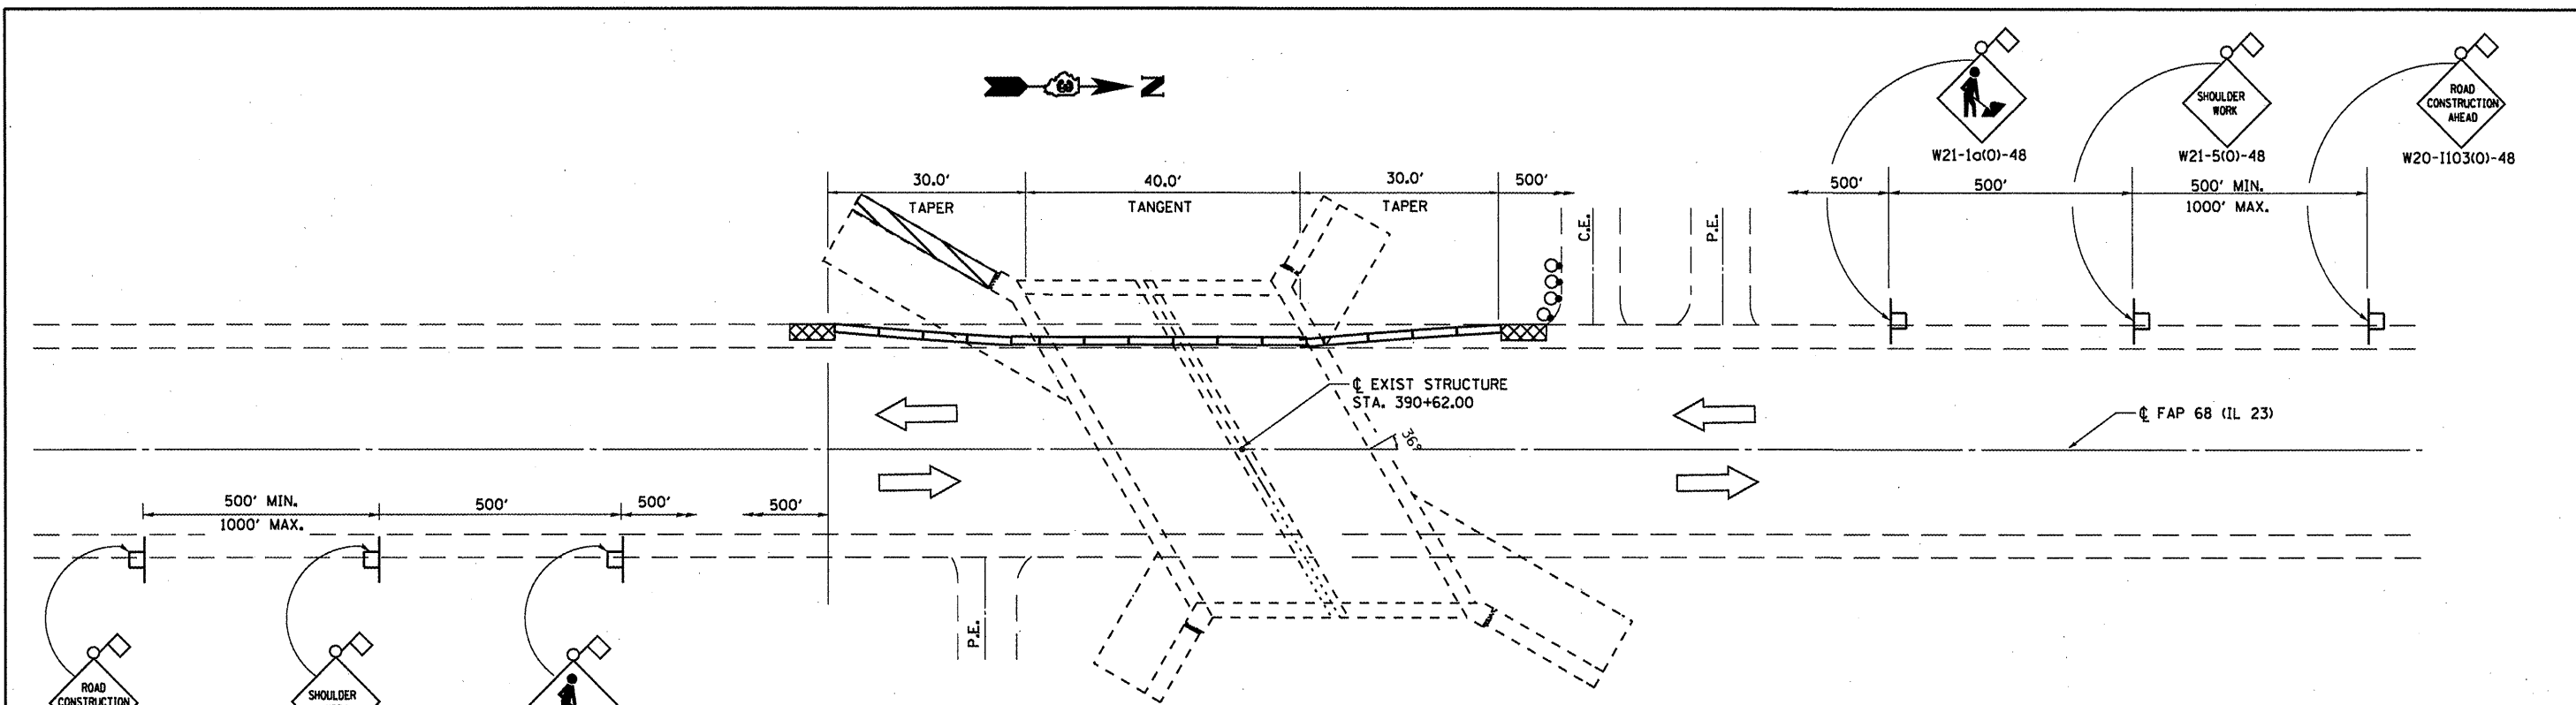 N
ROAD
CONSTRUCTION
AHEAD
SHOULDER
WORK
W21-1a(O)-48
W21-5(O)-48
W20-I103(O)-48
30.0'
40.0'
30.0'
500'
TAPER
TANGENT
TAPER
500'
500'
500' MIN.
1000' MAX.
C.E.
P.E.
℄ EXIST STRUCTURE
STA. 390+62.00
℄ FAP 68 (IL 23)
36°
500' MIN.
1000' MAX.
500'
500'
500'
P.E.
ROAD
CONSTRUCTION
SHOULDER